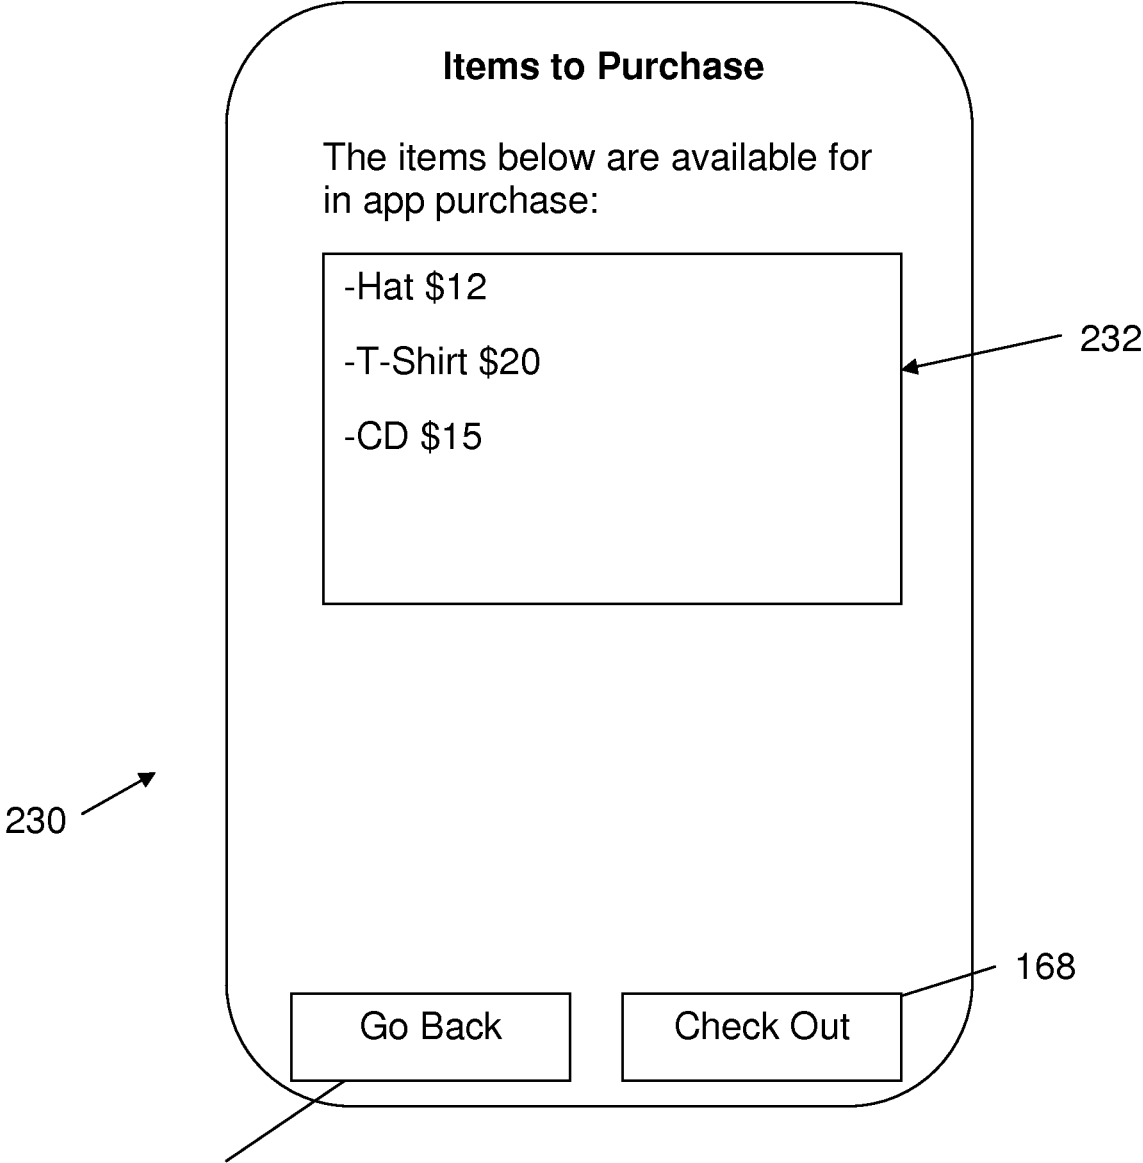 Items to Purchase
The items below are available for
in app purchase:
-Hat $12
-T-Shirt $20
-CD $15
232
230
168
Go Back
Check Out